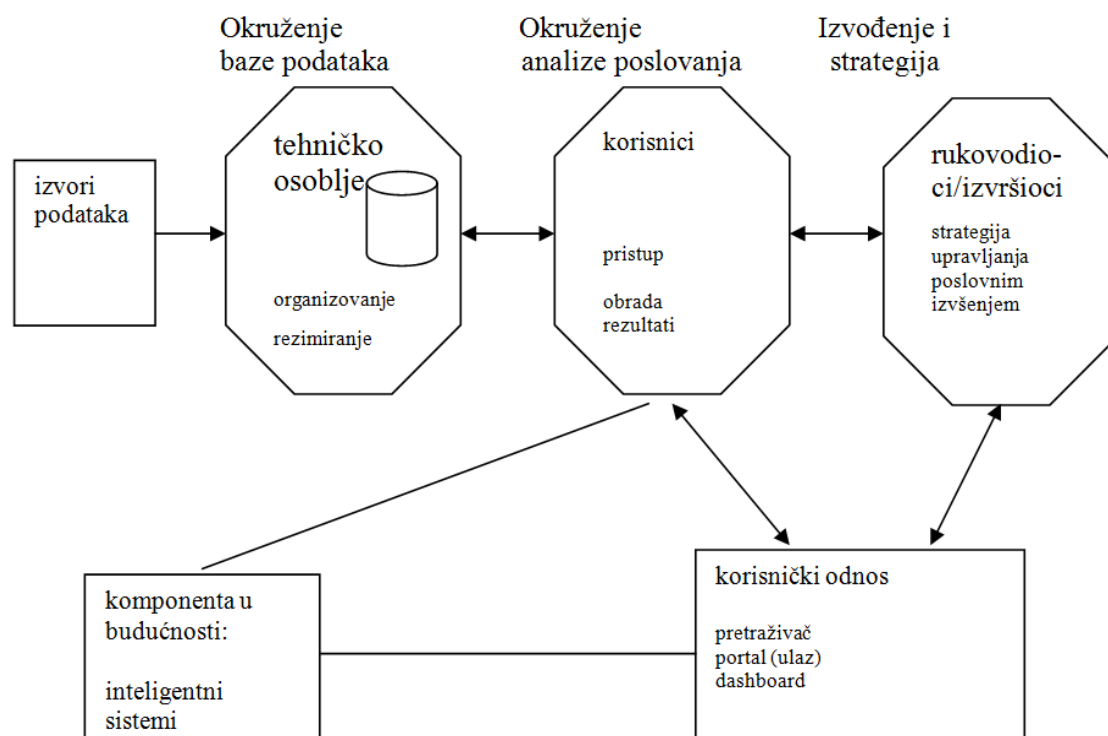 Okruženje
baze podataka
Okruženje
analize poslovanja
Izvođenje i
strategija
izvori
podataka
tehničko
osoblje
organizovanje
rezimiranje
korisnici
pristup
obrada
rezultati
rukovodio-
ci/izvršioci
strategija
upravljanja
poslovnim
izvšenjem
komponenta u
budućnosti:
inteligentni
sistemi
korisnički odnos
pretraživač
portal (ulaz)
dashboard